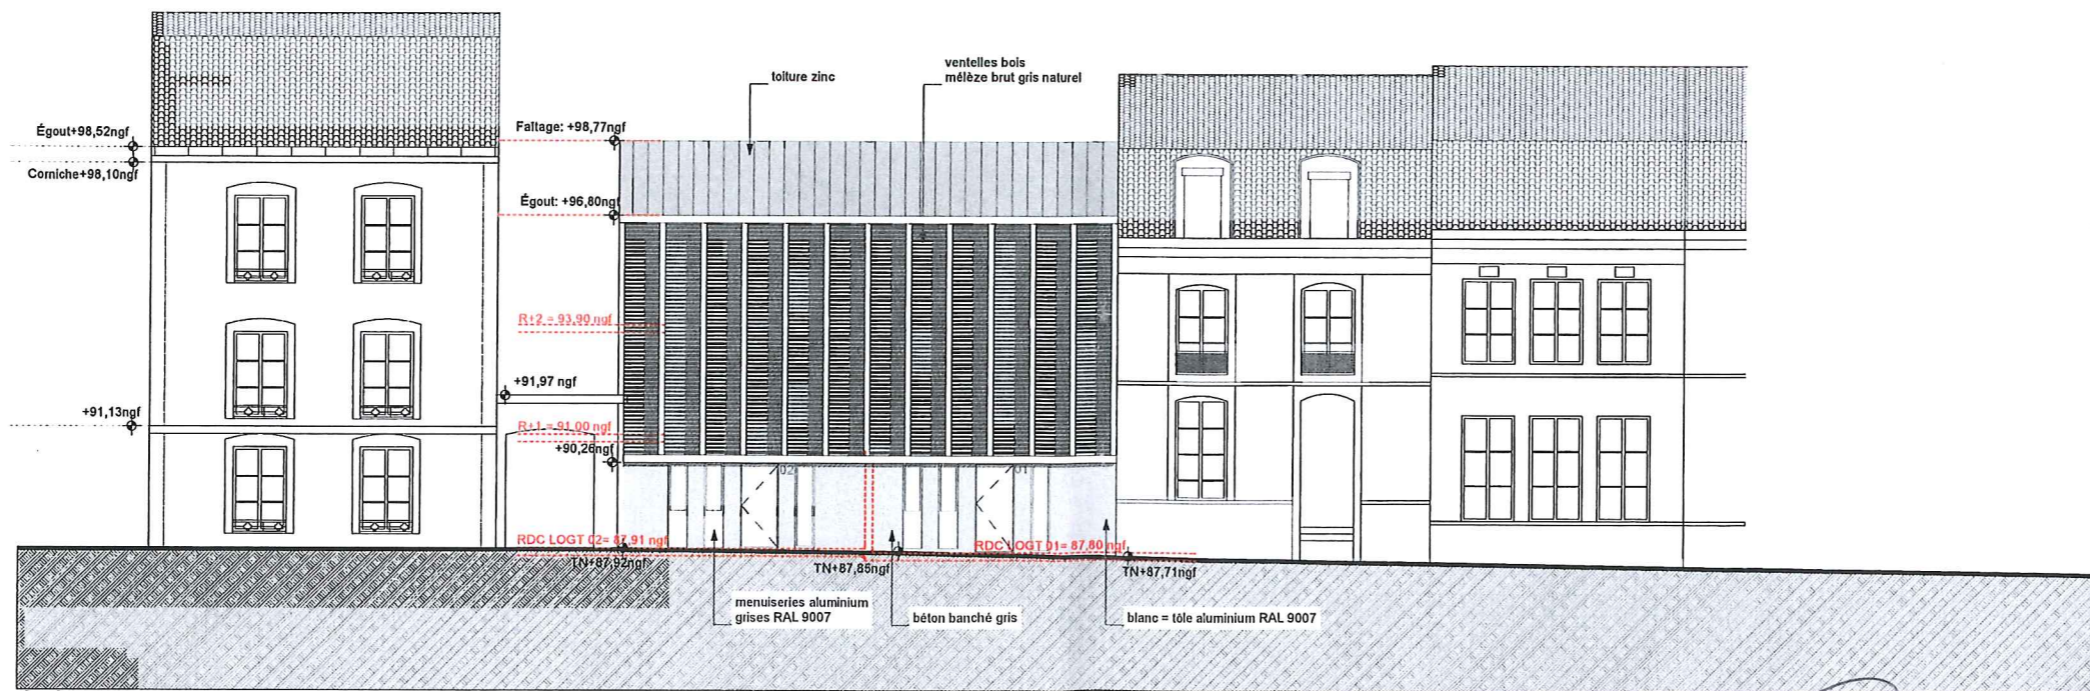 toiture zinc
ventelles bois
mélèze brut gris naturel
Égout+98,52ngf
Corniche+98,10ngf
Faîtage: +98,77ngf
Égout: +96,80ngf
R+2 = 93,90 ngf
+91,97 ngf
+91,13ngf
R+1 = 91,00 ngf
+90,26ngf
02
01
RDC LOGT 02= 87,91 ngf
RDC LOGT 01= 87,80 ngf
TN+87,92ngf
TN+87,85ngf
TN+87,71ngf
menuiseries aluminium
grises RAL 9007
béton banché gris
blanc = tôle aluminium RAL 9007